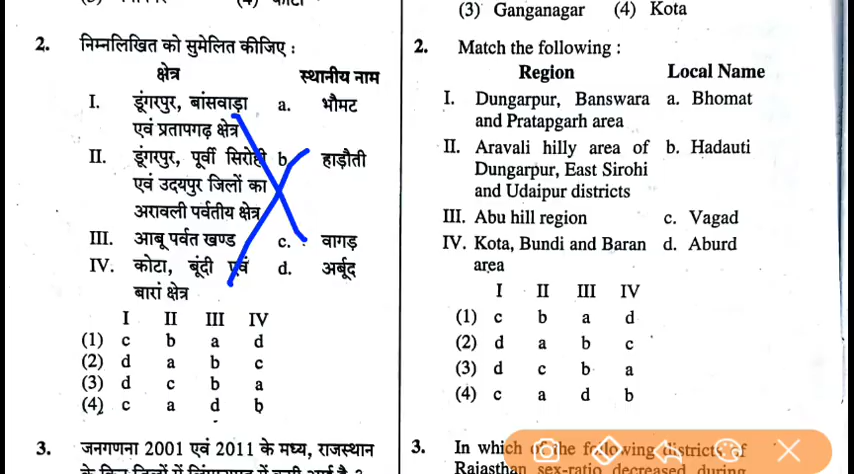 (4) कोटा
2. निम्नलिखित को सुमेलित कीजिए :
क्षेत्र स्थानीय नाम
I. डूंगरपुर, बांसवाड़ा a. भौमट
एवं प्रतापगढ़ क्षेत्र
II. डूंगरपुर, पूर्वी सिरोही b. हाड़ौती
एवं उदयपुर जिलों का
अरावली पर्वतीय क्षेत्र
III. आबू पर्वत खण्ड c. वागड़
IV. कोटा, बूंदी एवं d. अर्बुद
बारां क्षेत्र
I II III IV
(1) c b a d
(2) d a b c
(3) d c b a
(4) c a d b
3. जनगणना 2001 एवं 2011 के मध्य, राजस्थान
(3) Ganganagar (4) Kota
2. Match the following :
Region Local Name
I. Dungarpur, Banswara a. Bhomat
and Pratapgarh area
II. Aravali hilly area of b. Hadauti
Dungarpur, East Sirohi
and Udaipur districts
III. Abu hill region c. Vagad
IV. Kota, Bundi and Baran d. Aburd
area
I II III IV
(1) c b a d
(2) d a b c
(3) d c b a
(4) c a d b
3. In which of the following districts of
Rajasthan sex-ratio decreased during